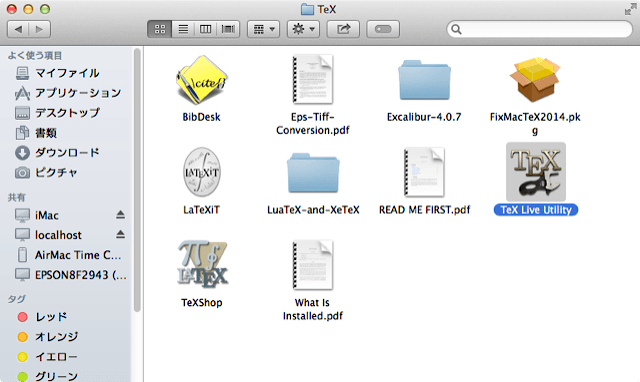 TeX
よく使う項目
マイファイル
アプリケーション
デスクトップ
書類
ダウンロード
ピクチャ
共有
iMac
localhost
AirMac Time C...
EPSON8F2943 (...
タグ
レッド
オレンジ
イエロー
グリーン
\cite{}
BibDesk
Eps-Tiff-
Conversion.pdf
Excalibur-4.0.7
FixMacTeX2014.pk
g
LATEXiT
LaTeXiT
LuaTeX-and-XeTeX
READ ME FIRST.pdf
TEX
TeX Live Utility
LATEX
TeXShop
What Is
Installed.pdf